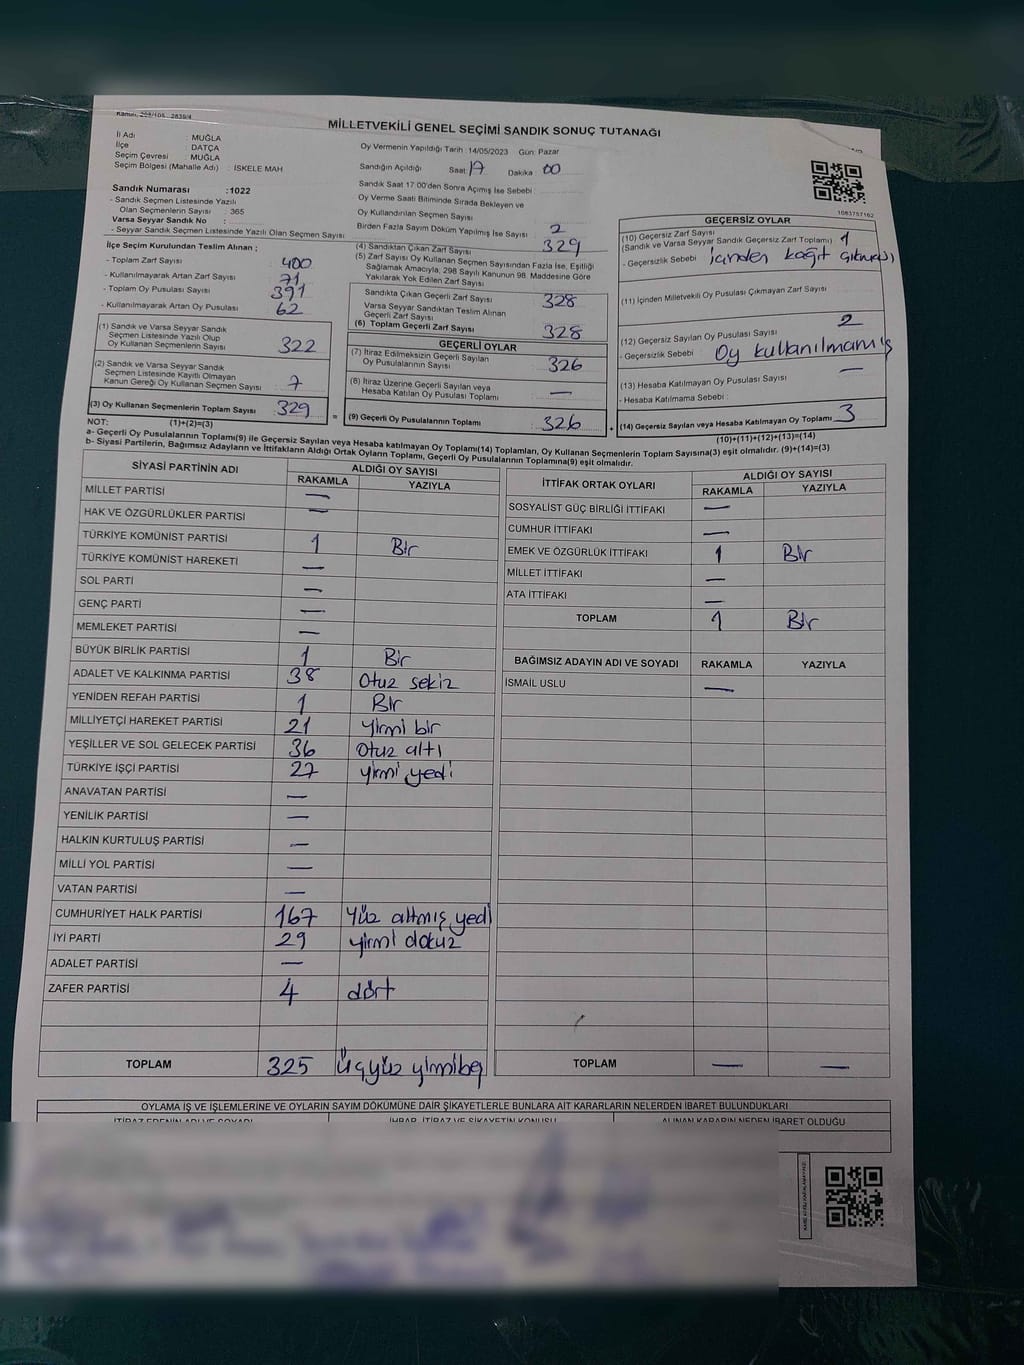 MİLLETVEKİLİ GENEL SEÇİMİ SANDIK SONUÇ TUTANAĞI
İl Adı : MUĞLA
İlçe : DATÇA
Seçim Çevresi : MUĞLA
Seçim Bölgesi (Mahalle Adı) : İSKELE MAH
Sandık Numarası : 1022
- Sandık Seçmen Listesinde Yazılı
Olan Seçmenlerin Sayısı : 365
Varsa Seyyar Sandık No :
- Seyyar Sandık Seçmen Listesinde Yazılı Olan Seçmen Sayısı
İlçe Seçim Kurulundan Teslim Alınan ;
- Toplam Zarf Sayısı : 400
- Kullanılmayarak Artan Zarf Sayısı : 71
- Toplam Oy Pusulası Sayısı : 391
- Kullanılmayarak Artan Oy Pusulası : 62
(1) Sandık ve Varsa Seyyar Sandık
Seçmen Listesinde Yazılı Olup
Oy Kullanan Seçmenlerin Sayısı : 322
(2) Sandık ve Varsa Seyyar Sandık
Seçmen Listesinde Kayıtlı Olmayan
Kanun Gereği Oy Kullanan Seçmen Sayısı : 7
(3) Oy Kullanan Seçmenlerin Toplam Sayısı : 329
Oy Vermenin Yapıldığı Tarih : 14/05/2023 Gün: Pazar
Sandığın Açıldığı Saat : 17 Dakika : 00
Sandık Saat 17:00'den Sonra Açımış İse Sebebi :
Oy Verme Saati Bitiminde Sırada Bekleyen ve
Oy Kullandırılan Seçmen Sayısı :
Birden Fazla Sayım Döküm Yapılmış İse Sayısı : 2
(4) Sandıktan Çıkan Zarf Sayısı : 329
(5) Zarf Sayısı Oy Kullanan Seçmen Sayısından Fazla İse, Eşitliği
Sağlamak Amacıyla; 298 Sayılı Kanunun 98. Maddesine Göre
Yakılarak Yok Edilen Zarf Sayısı :
Sandıkta Çıkan Geçerli Zarf Sayısı : 328
Varsa Seyyar Sandıktan Teslim Alınan
Geçerli Zarf Sayısı :
(6) Toplam Geçerli Zarf Sayısı : 328
GEÇERLİ OYLAR
(7) İtiraz Edilmeksizin Geçerli Sayılan
Oy Pusulalarının Sayısı : 326
(8) İtiraz Üzerine Geçerli Sayılan veya
Hesaba Katılan Oy Pusulası Toplamı : —
= (9) Geçerli Oy Pusulalarının Toplamı : 326
1083757162
GEÇERSİZ OYLAR
(10) Geçersiz Zarf Sayısı
(Sandık ve Varsa Seyyar Sandık Geçersiz Zarf Toplamı) 1
- Geçersizlik Sebebi : İçinden kağıt çıkması
(11) İçinden Milletvekili Oy Pusulası Çıkmayan Zarf Sayısı :
(12) Geçersiz Sayılan Oy Pusulası Sayısı : 2
- Geçersizlik Sebebi : Oy kullanılmamış
(13) Hesaba Katılmayan Oy Pusulası Sayısı : —
- Hesaba Katılmama Sebebi :
+ (14) Geçersiz Sayılan veya Hesaba Katılmayan Oy Toplamı : 3
NOT: (1)+(2)=(3)
(10)+(11)+(12)+(13)=(14)
a- Geçerli Oy Pusulalarının Toplamı(9) ile Geçersiz Sayılan veya Hesaba katılmayan Oy Toplamı(14) Toplamları, Oy Kullanan Seçmenlerin Toplam Sayısına(3) eşit olmalıdır. (9)+(14)=(3)
b- Siyasi Partilerin, Bağımsız Adayların ve İttifakların Aldığı Ortak Oyların Toplamı, Geçerli Oy Pusulalarının Toplamına(9) eşit olmalıdır.
SİYASİ PARTİNİN ADI ALDIĞI OY SAYISI
RAKAMLA YAZIYLA
MİLLET PARTİSİ —
HAK VE ÖZGÜRLÜKLER PARTİSİ —
TÜRKİYE KOMÜNİST PARTİSİ 1 Bir
TÜRKİYE KOMÜNİST HAREKETİ —
SOL PARTİ —
GENÇ PARTİ —
MEMLEKET PARTİSİ —
BÜYÜK BİRLİK PARTİSİ 1 Bir
ADALET VE KALKINMA PARTİSİ 38 Otuz sekiz
YENİDEN REFAH PARTİSİ 1 Bir
MİLLİYETÇİ HAREKET PARTİSİ 21 Yirmi bir
YEŞİLLER VE SOL GELECEK PARTİSİ 36 Otuz altı
TÜRKİYE İŞÇİ PARTİSİ 27 yirmi yedi
ANAVATAN PARTİSİ —
YENİLİK PARTİSİ —
HALKIN KURTULUŞ PARTİSİ —
MİLLİ YOL PARTİSİ —
VATAN PARTİSİ —
CUMHURİYET HALK PARTİSİ 167 Yüz altmış yedi
İYİ PARTİ 29 yirmi dokuz
ADALET PARTİSİ —
ZAFER PARTİSİ 4 dört
TOPLAM 325 Üçyüz yirmibeş
İTTİFAK ORTAK OYLARI ALDIĞI OY SAYISI
RAKAMLA YAZIYLA
SOSYALİST GÜÇ BİRLİĞİ İTTİFAKI —
CUMHUR İTTİFAKI —
EMEK VE ÖZGÜRLÜK İTTİFAKI 1 Bir
MİLLET İTTİFAKI —
ATA İTTİFAKI —
TOPLAM 1 Bir
BAĞIMSIZ ADAYIN ADI VE SOYADI RAKAMLA YAZIYLA
İSMAİL USLU —
TOPLAM — —
OYLAMA İŞ VE İŞLEMLERİNE VE OYLARIN SAYIM DÖKÜMÜNE DAİR ŞİKAYETLERLE BUNLARA AİT KARARLARIN NELERDEN İBARET BULUNDUKLARI
İTİRAZ EDENİN ADI VE SOYADI İHBAR, İTİRAZ VE ŞİKAYETİN KONUSU ALINAN KARARIN NEDEN İBARET OLDUĞU